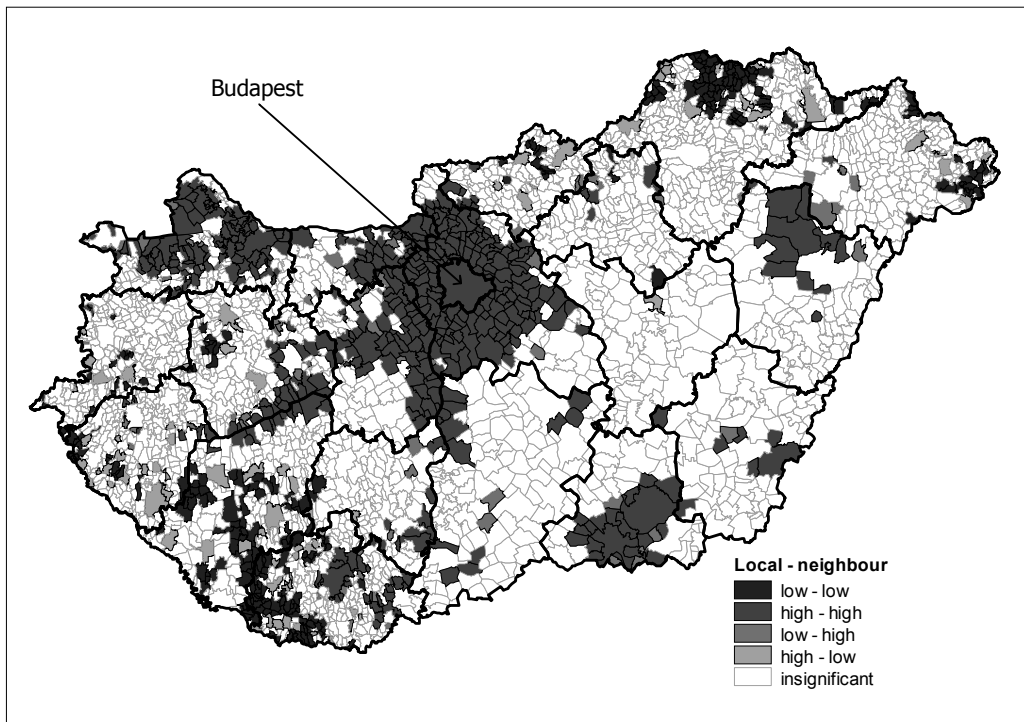 Budapest
Local - neighbour
low - low
high - high
low - high
high - low
insignificant